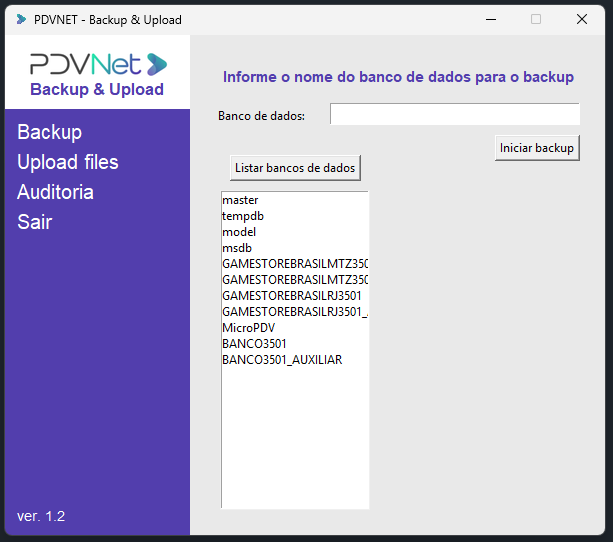 PDVNET - Backup & Upload
PDVNet
Backup & Upload
Backup
Upload files
Auditoria
Sair
ver. 1.2
Informe o nome do banco de dados para o backup
Banco de dados:
Iniciar backup
Listar bancos de dados
master
tempdb
model
msdb
GAMESTOREBRASILMTZ350
GAMESTOREBRASILMTZ350
GAMESTOREBRASILRJ3501
GAMESTOREBRASILRJ3501_
MicroPDV
BANCO3501
BANCO3501_AUXILIAR